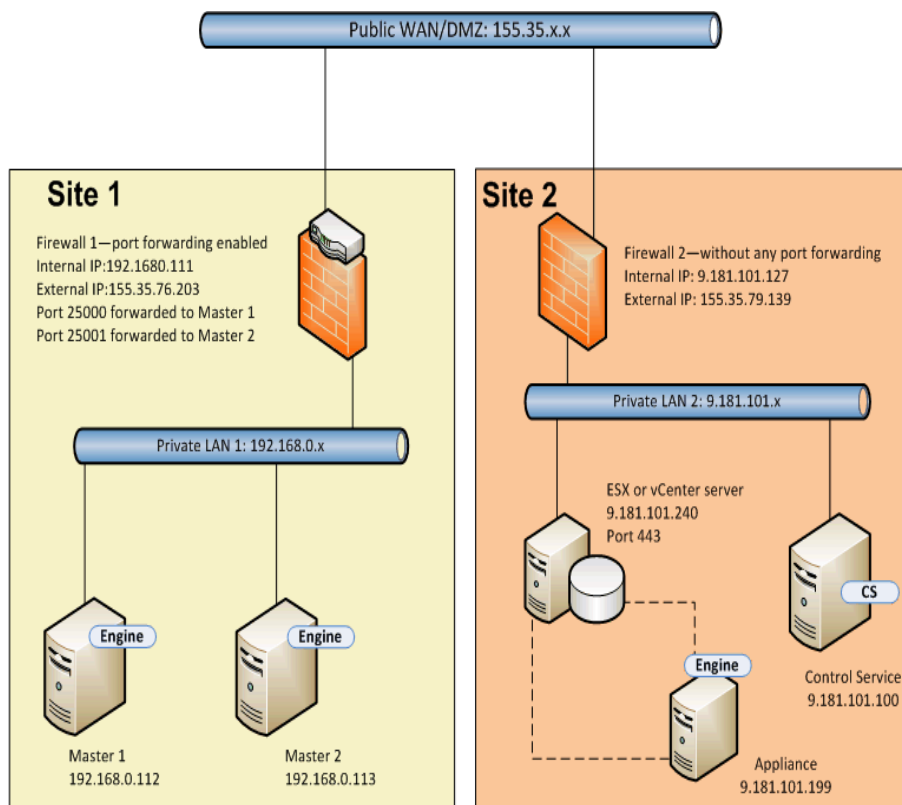 Public WAN/DMZ: 155.35.x.x
Site 1
Firewall 1—port forwarding enabled
Internal IP:192.1680.111
External IP:155.35.76.203
Port 25000 forwarded to Master 1
Port 25001 forwarded to Master 2
Private LAN 1: 192.168.0.x
Engine
Engine
Master 1
192.168.0.112
Master 2
192.168.0.113
Site 2
Firewall 2—without any port forwarding
Internal IP: 9.181.101.127
External IP: 155.35.79.139
Private LAN 2: 9.181.101.x
ESX or vCenter server
9.181.101.240
Port 443
CS
Control Service
9.181.101.100
Engine
Appliance
9.181.101.199